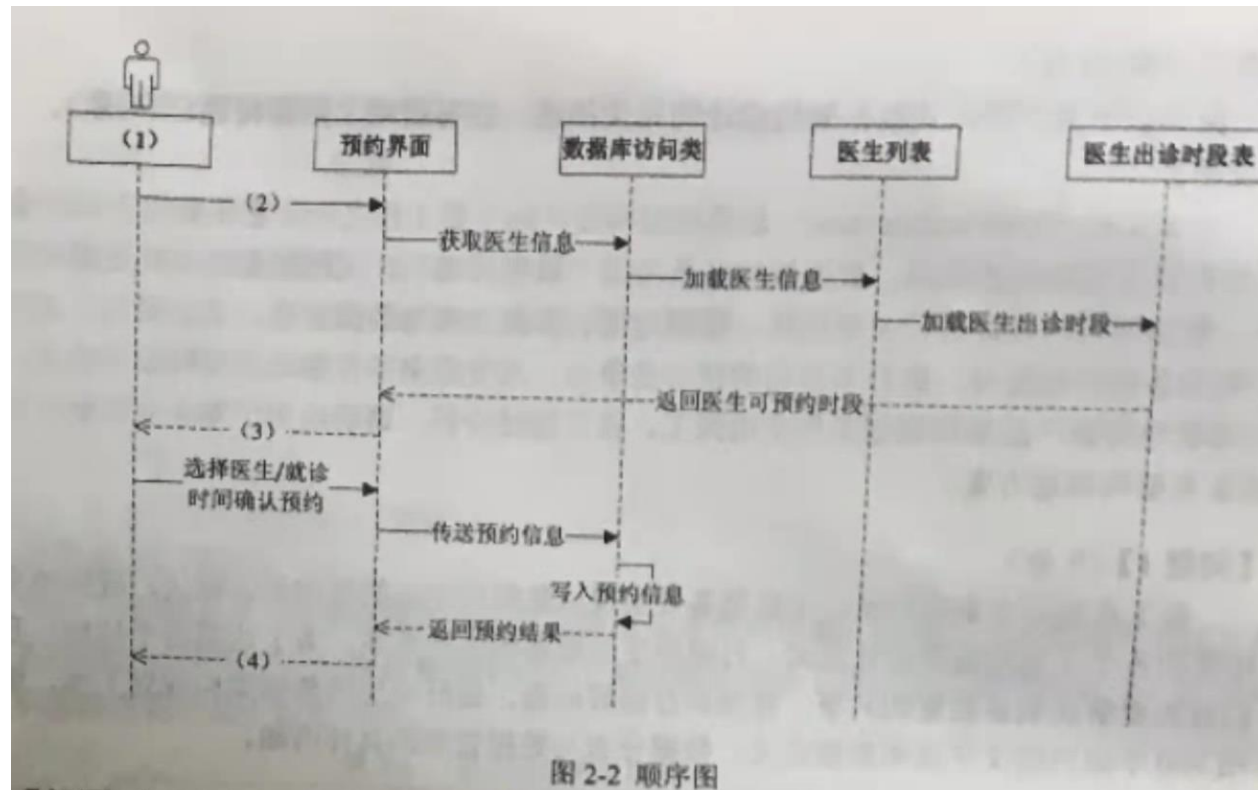 （1）
预约界面
数据库访问类
医生列表
医生出诊时段表
（2）
获取医生信息
加载医生信息
加载医生出诊时段
返回医生可预约时段
（3）
选择医生/就诊
时间确认预约
传送预约信息
写入预约信息
返回预约结果
（4）
图 2-2 顺序图